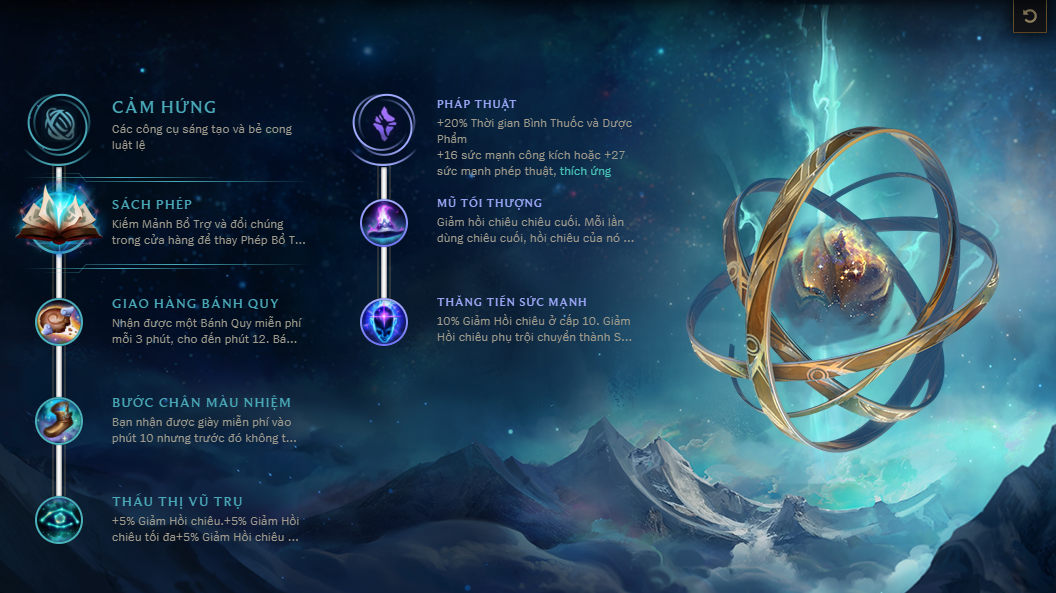 CẢM HỨNG
Các công cụ sáng tạo và bẻ cong
luật lệ
SÁCH PHÉP
Kiếm Mảnh Bổ Trợ và đổi chúng
trong cửa hàng để thay Phép Bổ T...
GIAO HÀNG BÁNH QUY
Nhận được một Bánh Quy miễn phí
mỗi 3 phút, cho đến phút 12. Bá...
BƯỚC CHÂN MÀU NHIỆM
Bạn nhận được giày miễn phí vào
phút 10 nhưng trước đó không t...
THẤU THỊ VŨ TRỤ
+5% Giảm Hồi chiêu.+5% Giảm Hồi
chiêu tối đa+5% Giảm Hồi chiêu ...
PHÁP THUẬT
+20% Thời gian Bình Thuốc và Dược
Phẩm
+16 sức mạnh công kích hoặc +27
sức mạnh phép thuật, thích ứng
MŨ TỐI THƯỢNG
Giảm hồi chiêu chiêu cuối. Mỗi lần
dùng chiêu cuối, hồi chiêu của nó ...
THĂNG TIẾN SỨC MẠNH
10% Giảm Hồi chiêu ở cấp 10. Giảm
Hồi chiêu phụ trội chuyển thành S...